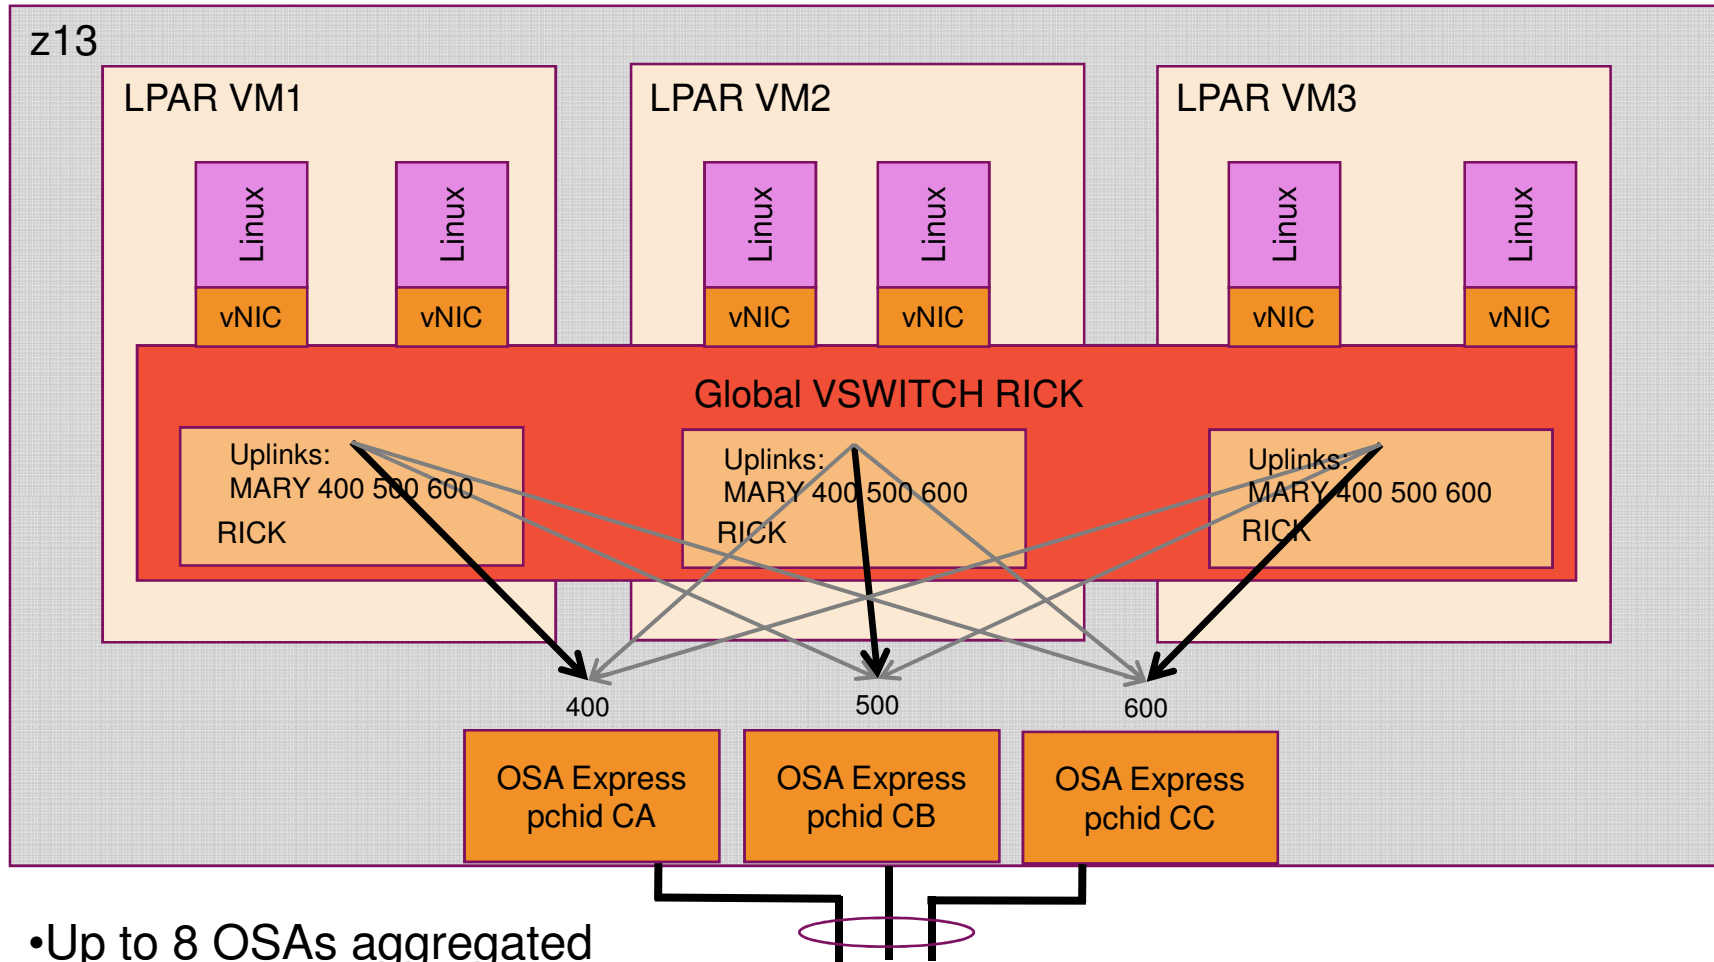 z13
LPAR VM1
LPAR VM2
LPAR VM3
Linux
Linux
Linux
Linux
Linux
Linux
vNIC
vNIC
vNIC
vNIC
vNIC
vNIC
Global VSWITCH RICK
Uplinks:
MARY 400 500 600
RICK
Uplinks:
MARY 400 500 600
RICK
Uplinks:
MARY 400 500 600
RICK
400
500
600
OSA Express
pchid CA
OSA Express
pchid CB
OSA Express
pchid CC
•Up to 8 OSAs aggregated